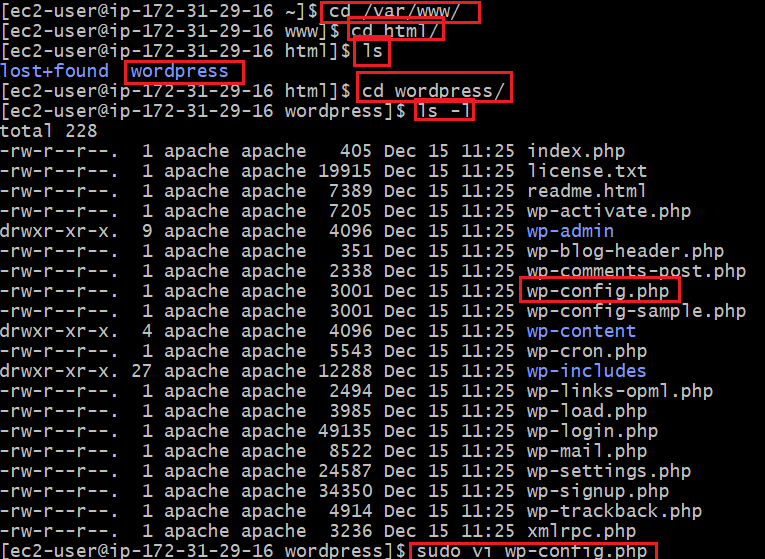 [ec2-user@ip-172-31-29-16 ~]$ cd /var/www/
[ec2-user@ip-172-31-29-16 www]$ cd html/
[ec2-user@ip-172-31-29-16 html]$ ls
lost+found  wordpress
[ec2-user@ip-172-31-29-16 html]$ cd wordpress/
[ec2-user@ip-172-31-29-16 wordpress]$ ls -l
total 228
-rw-r--r--.  1 apache apache   405 Dec 15 11:25 index.php
-rw-r--r--.  1 apache apache 19915 Dec 15 11:25 license.txt
-rw-r--r--.  1 apache apache  7389 Dec 15 11:25 readme.html
-rw-r--r--.  1 apache apache  7205 Dec 15 11:25 wp-activate.php
drwxr-xr-x.  9 apache apache  4096 Dec 15 11:25 wp-admin
-rw-r--r--.  1 apache apache   351 Dec 15 11:25 wp-blog-header.php
-rw-r--r--.  1 apache apache  2338 Dec 15 11:25 wp-comments-post.php
-rw-r--r--.  1 apache apache  3001 Dec 15 11:25 wp-config.php
-rw-r--r--.  1 apache apache  3001 Dec 15 11:25 wp-config-sample.php
drwxr-xr-x.  4 apache apache  4096 Dec 15 11:25 wp-content
-rw-r--r--.  1 apache apache  5543 Dec 15 11:25 wp-cron.php
drwxr-xr-x. 27 apache apache 12288 Dec 15 11:25 wp-includes
-rw-r--r--.  1 apache apache  2494 Dec 15 11:25 wp-links-opml.php
-rw-r--r--.  1 apache apache  3985 Dec 15 11:25 wp-load.php
-rw-r--r--.  1 apache apache 49135 Dec 15 11:25 wp-login.php
-rw-r--r--.  1 apache apache  8522 Dec 15 11:25 wp-mail.php
-rw-r--r--.  1 apache apache 24587 Dec 15 11:25 wp-settings.php
-rw-r--r--.  1 apache apache 34350 Dec 15 11:25 wp-signup.php
-rw-r--r--.  1 apache apache  4914 Dec 15 11:25 wp-trackback.php
-rw-r--r--.  1 apache apache  3236 Dec 15 11:25 xmlrpc.php
[ec2-user@ip-172-31-29-16 wordpress]$ sudo vi wp-config.php